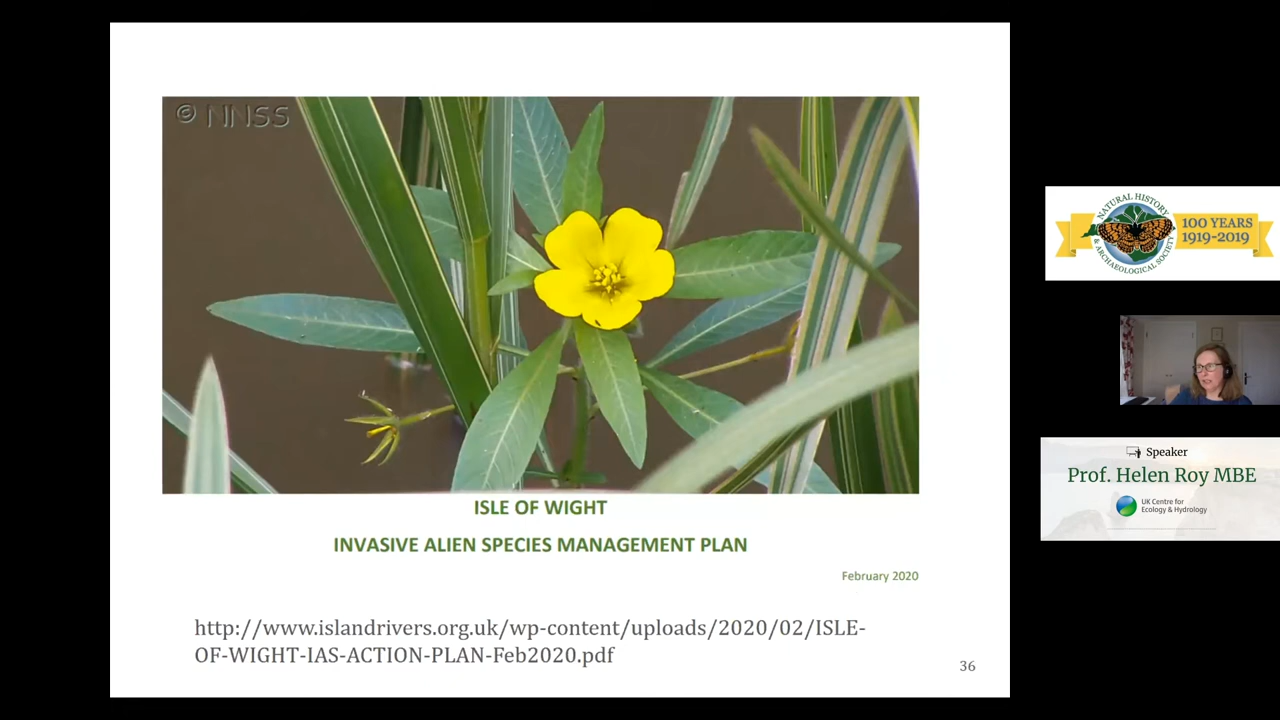 © NNSS
ISLE OF WIGHT
INVASIVE ALIEN SPECIES MANAGEMENT PLAN
February 2020
http://www.islandrivers.org.uk/wp-content/uploads/2020/02/ISLE-
OF-WIGHT-IAS-ACTION-PLAN-Feb2020.pdf
36
NATURAL HISTORY
& ARCHAEOLOGICAL SOCIETY
100 YEARS
1919-2019
Speaker
Prof. Helen Roy MBE
UK Centre for
Ecology & Hydrology